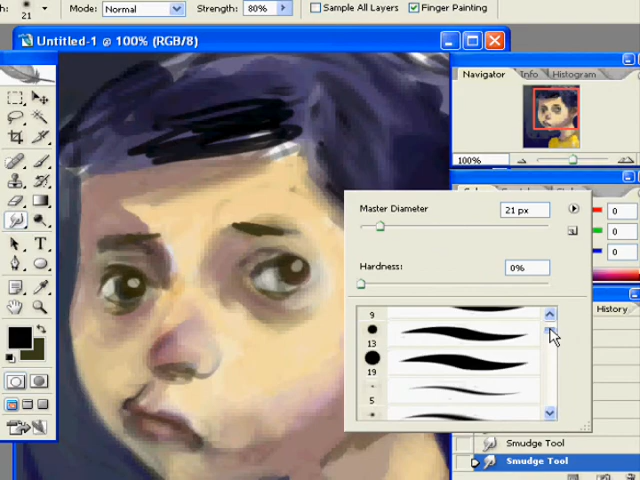 21
Mode: Normal
Strength: 80%
Sample All Layers
Finger Painting
Untitled-1 @ 100% (RGB/8)
Navigator
Info
Histogram
100%
Master Diameter
21 px
Hardness:
0%
9
13
19
5
0
0
0
History
Smudge Tool
Smudge Tool
T